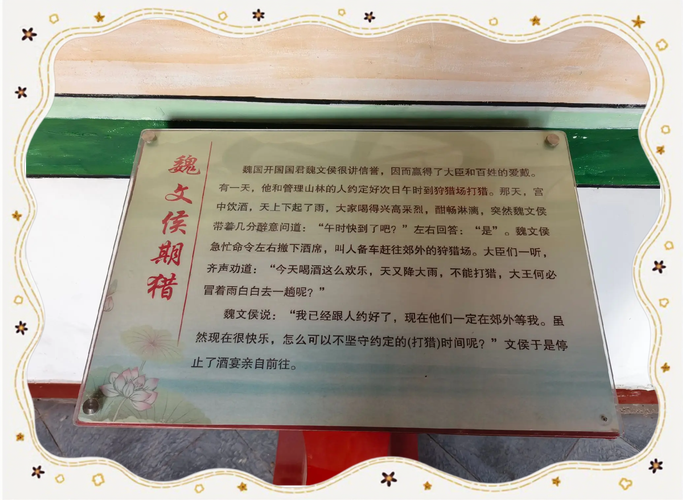 魏文侯期猎
魏国开国国君魏文侯很讲信誉，因而赢得了大臣和百姓的爱戴。
有一天，他和管理山林的人约定好次日午时到狩猎场打猎。那天，宫
中饮酒，天上下起了雨，大家喝得兴高采烈，酣畅淋漓，突然魏文侯
带着几分醉意问道：“午时快到了吧？”左右回答：“是”。魏文侯
急忙命令左右撤下酒席，叫人备车赶往郊外的狩猎场。大臣们一听，
齐声劝道：“今天喝酒这么欢乐，天又降大雨，不能打猎，大王何必
冒着雨白白去一趟呢？”
魏文侯说：“我已经跟人约好了，现在他们一定在郊外等我。虽
然现在很快乐，怎么可以不坚守约定的(打猎)时间呢？”文侯于是停
止了酒宴亲自前往。